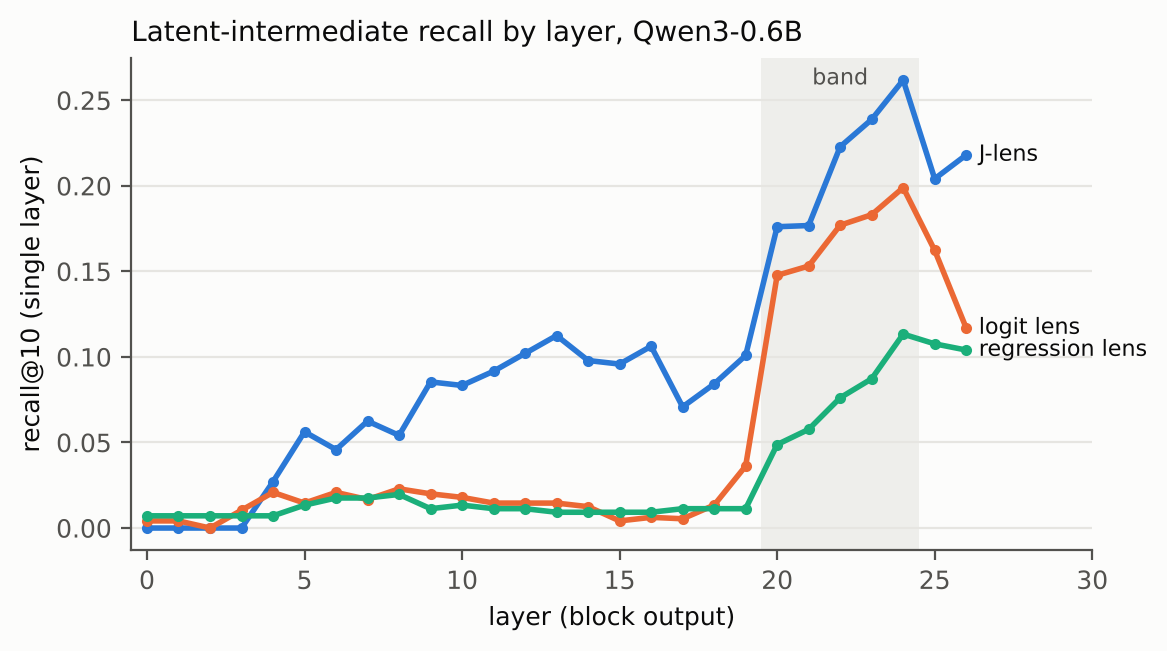 Latent-intermediate recall by layer, Qwen3-0.6B
band
0.25
0.20
0.15
0.10
0.05
0.00
recall@10 (single layer)
J-lens
logit lens
regression lens
0 5 10 15 20 25 30
layer (block output)